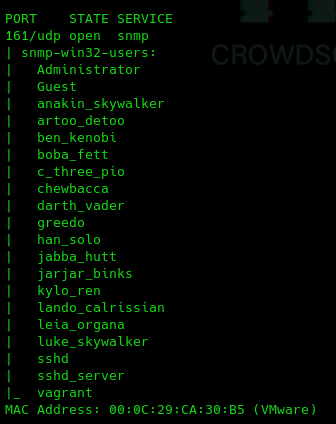 CROWDS
PORT    STATE SERVICE
161/udp open  snmp
| snmp-win32-users:
|   Administrator
|   Guest
|   anakin_skywalker
|   artoo_detoo
|   ben_kenobi
|   boba_fett
|   c_three_pio
|   chewbacca
|   darth_vader
|   greedo
|   han_solo
|   jabba_hutt
|   jarjar_binks
|   kylo_ren
|   lando_calrissian
|   leia_organa
|   luke_skywalker
|   sshd
|   sshd_server
|_  vagrant
MAC Address: 00:0C:29:CA:30:B5 (VMware)